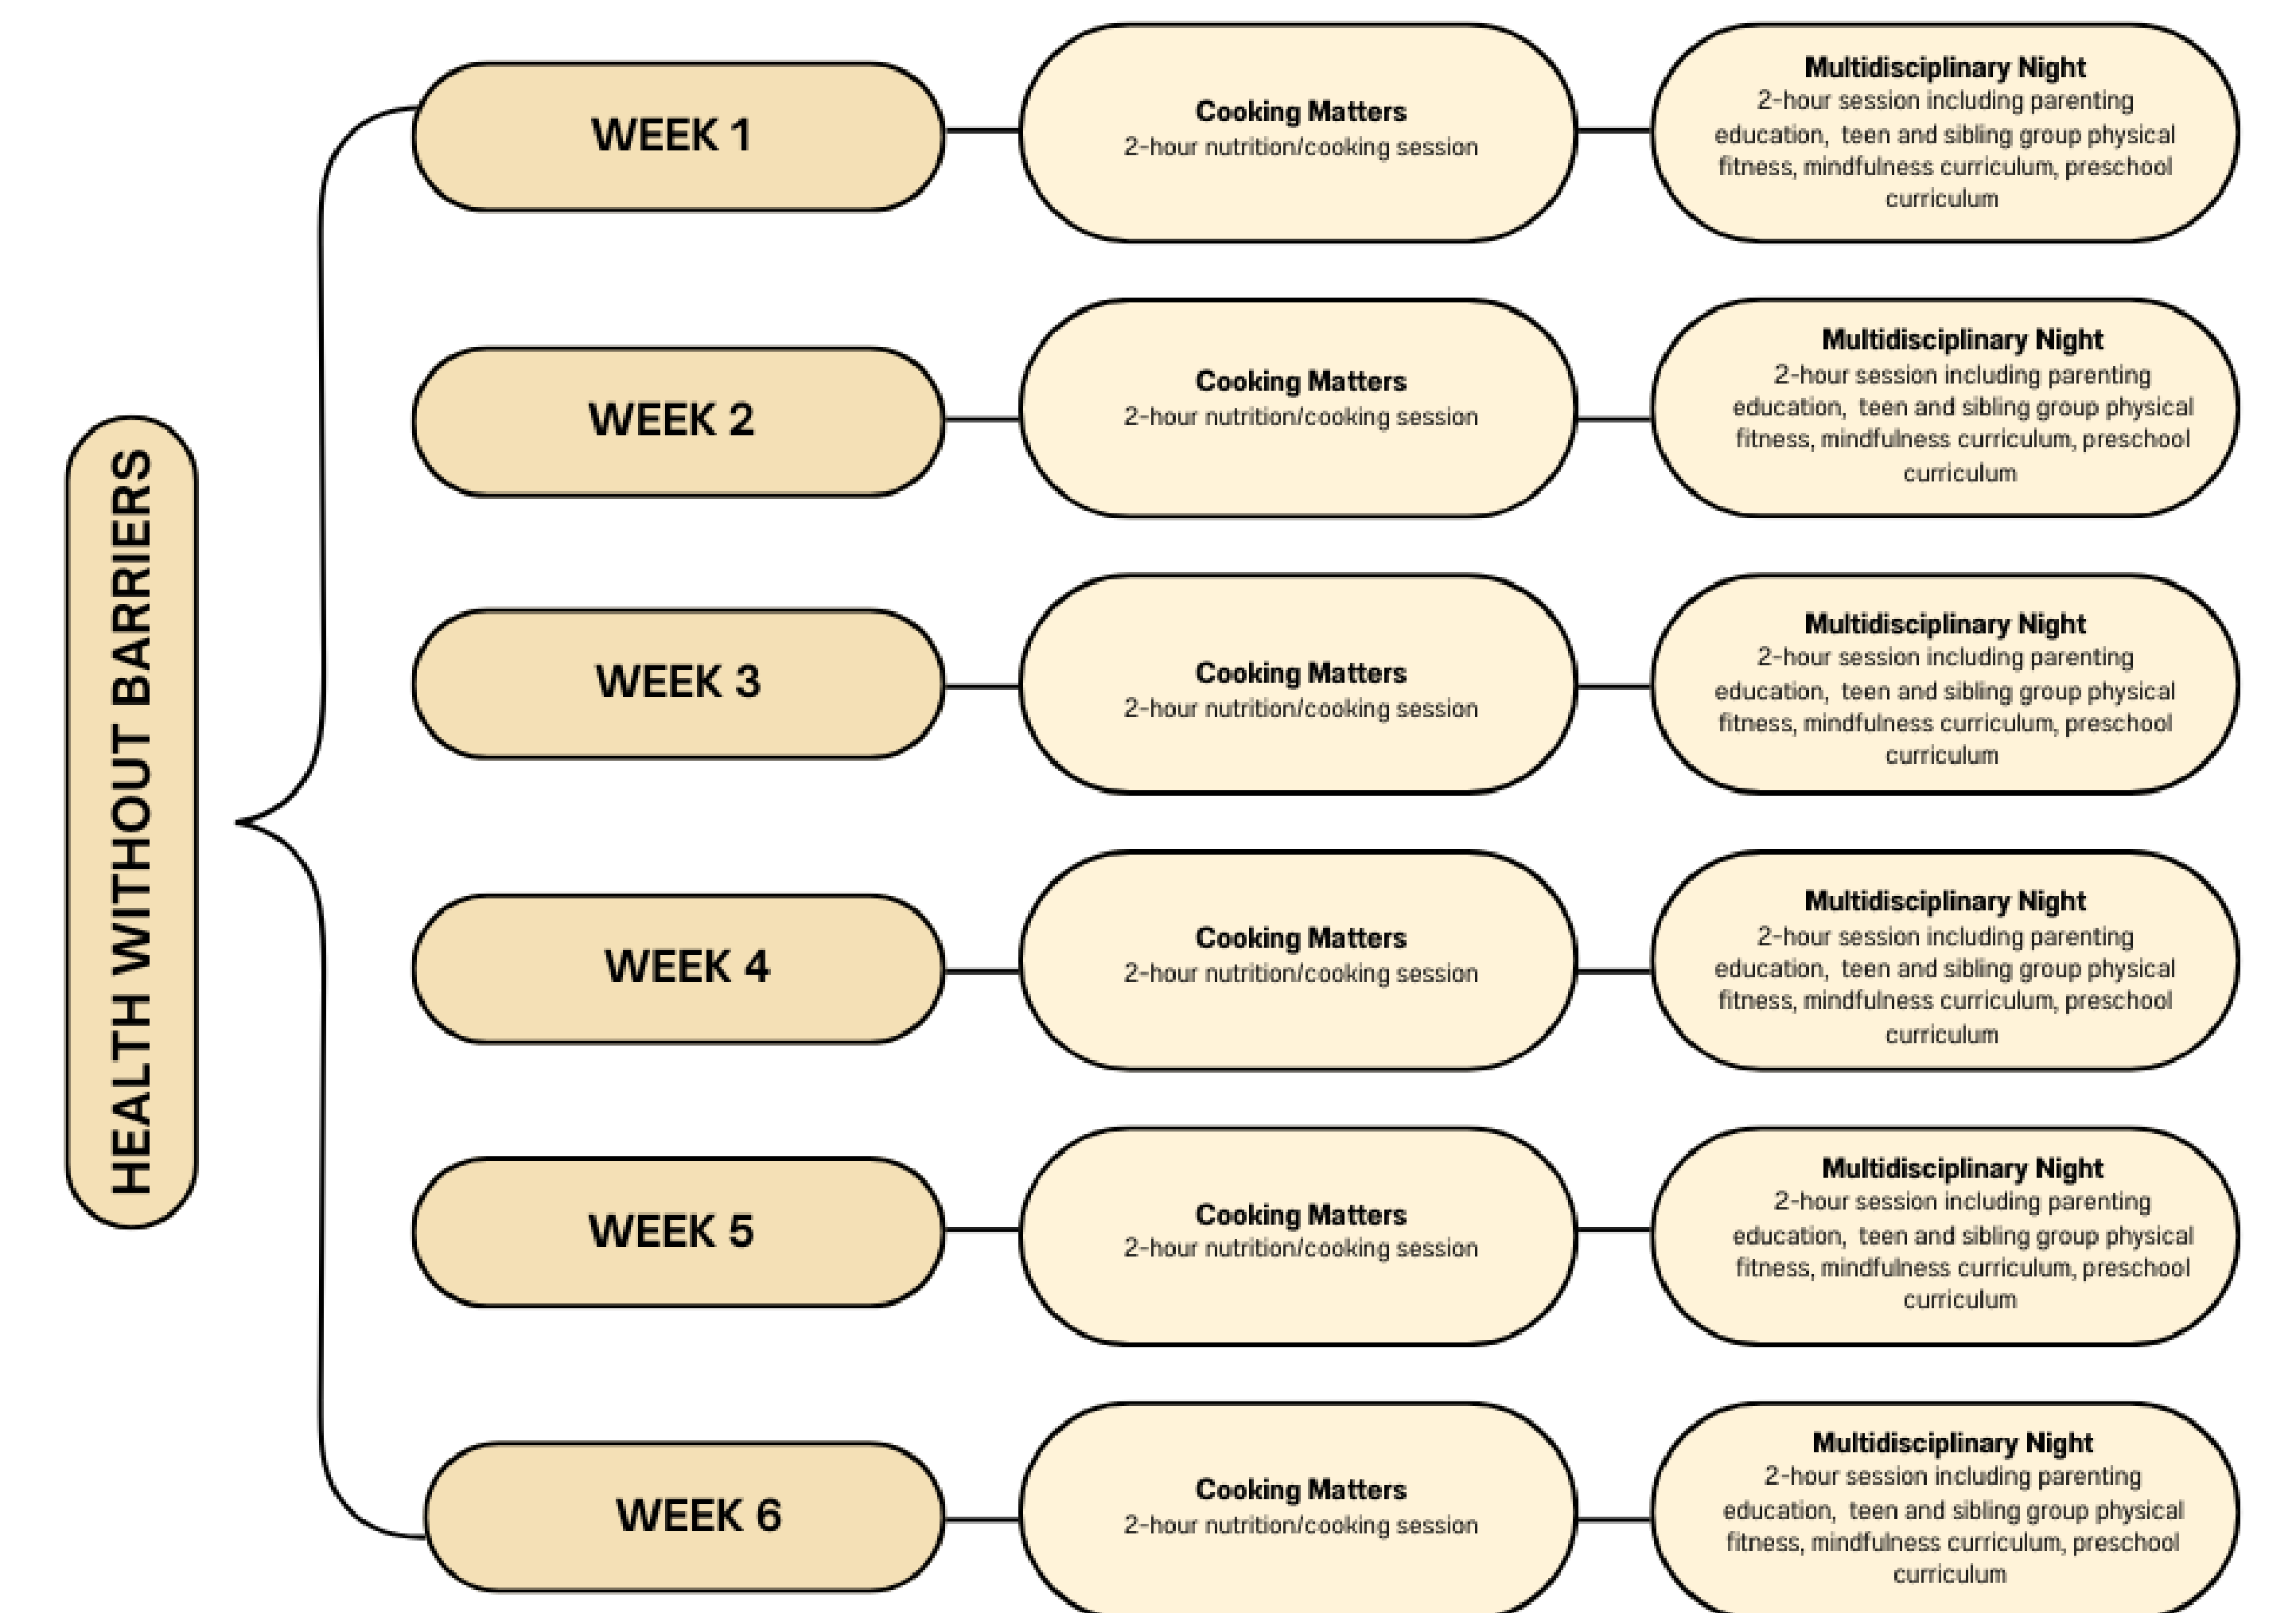 HEALTH WITHOUT BARRIERS
WEEK 1
Cooking Matters
2-hour nutrition/cooking session
Multidisciplinary Night
2-hour session including parenting
education,  teen and sibling group physical
fitness, mindfulness curriculum, preschool
curriculum
WEEK 2
Cooking Matters
2-hour nutrition/cooking session
Multidisciplinary Night
2-hour session including parenting
education,  teen and sibling group physical
fitness, mindfulness curriculum, preschool
curriculum
WEEK 3
Cooking Matters
2-hour nutrition/cooking session
Multidisciplinary Night
2-hour session including parenting
education,  teen and sibling group physical
fitness, mindfulness curriculum, preschool
curriculum
WEEK 4
Cooking Matters
2-hour nutrition/cooking session
Multidisciplinary Night
2-hour session including parenting
education,  teen and sibling group physical
fitness, mindfulness curriculum, preschool
curriculum
WEEK 5
Cooking Matters
2-hour nutrition/cooking session
Multidisciplinary Night
2-hour session including parenting
education,  teen and sibling group physical
fitness, mindfulness curriculum, preschool
curriculum
WEEK 6
Cooking Matters
2-hour nutrition/cooking session
Multidisciplinary Night
2-hour session including parenting
education,  teen and sibling group physical
fitness, mindfulness curriculum, preschool
curriculum